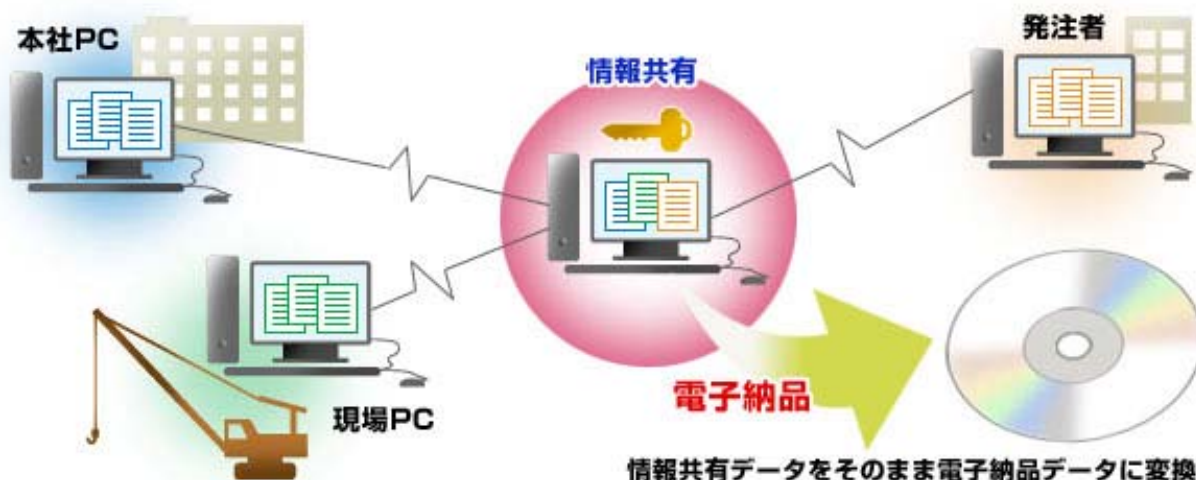 本社PC
発注者
情報共有
現場PC
電子納品
情報共有データをそのまま電子納品データに変換